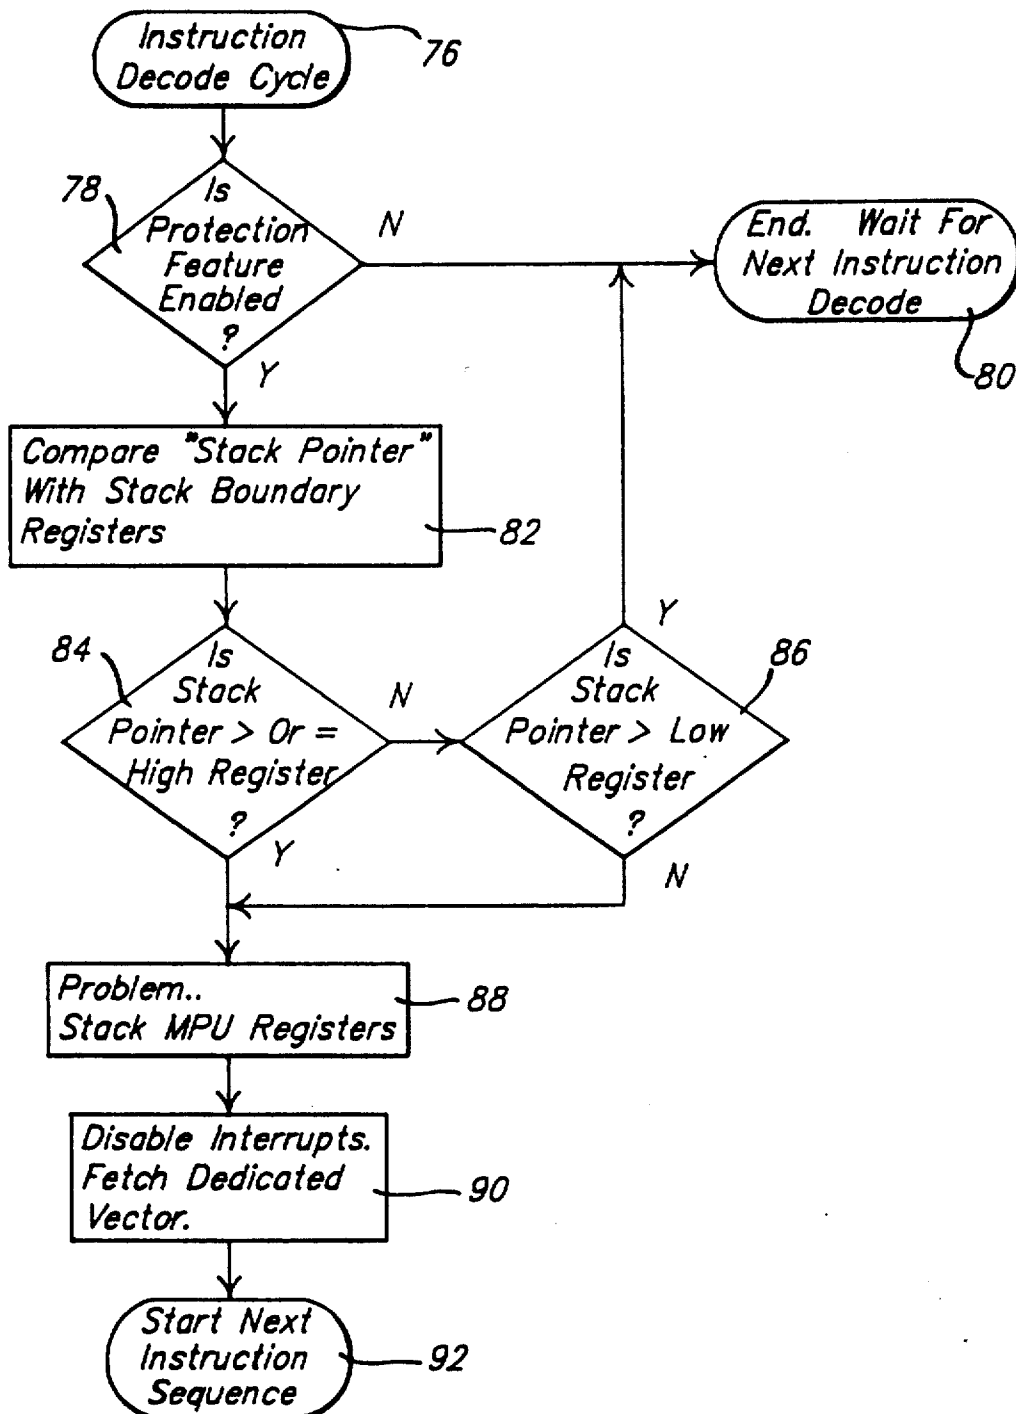 Instruction
Decode Cycle
76
78
Is
Protection
Feature
Enabled
?
N
Y
End. Wait For
Next Instruction
Decode
80
Compare "Stack Pointer"
With Stack Boundary
Registers
82
84
Is
Stack
Pointer > Or =
High Register
?
N
Y
86
Is
Stack
Pointer > Low
Register
?
Y
N
Problem..
Stack MPU Registers
88
Disable Interrupts.
Fetch Dedicated
Vector.
90
Start Next
Instruction
Sequence
92